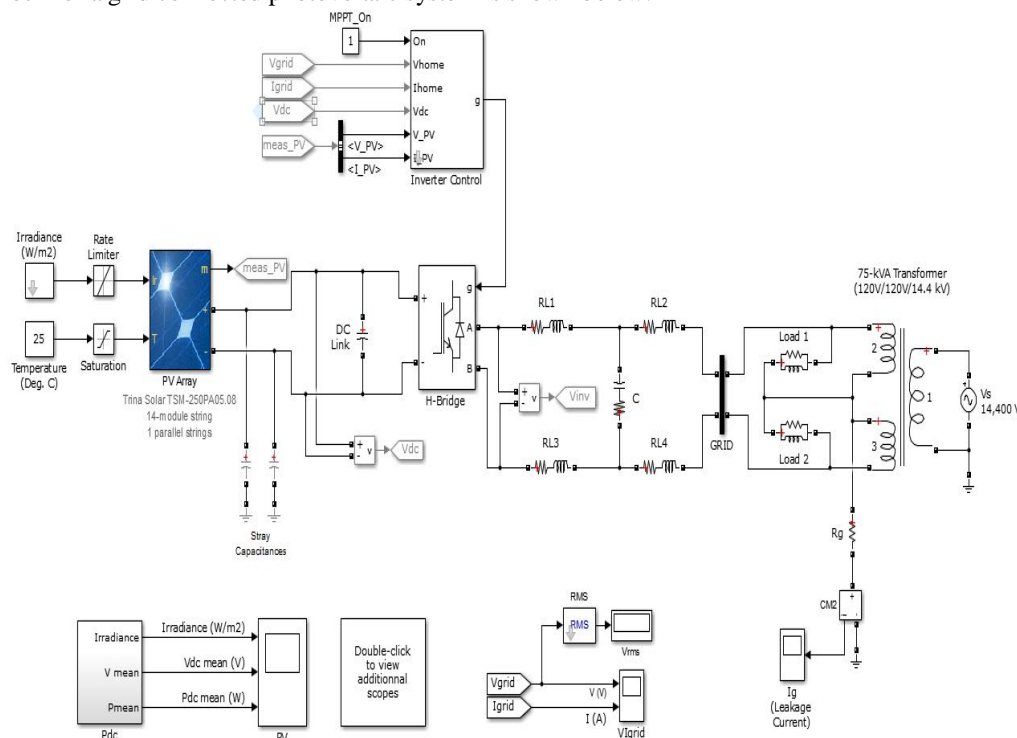 MPPT_On
1
On
Vgrid
Vhome
Igrid
Ihome
g
Vdc
Vdc
meas_PV
V_PV
<V_PV>
<I_PV>
Inverter Control
Irradiance
(W/m2)
Rate
Limiter
m
meas_PV
25
T
+
-
Temperature
(Deg. C)
Saturation
PV Array
Trina Solar TSM-250PA05.08
14-module string
1 parallel strings
DC
Link
+
-
g
A
B
H-Bridge
RL1
RL2
+
-
v
Vinv
C
RL3
RL4
GRID
75-kVA Transformer
(120V/120V/14.4 kV)
Load 1
Load 2
2
1
3
Vs
14,400 V
+
-
v
Vdc
Stray
Capacitances
Rg
CM2
Ig
(Leakage
Current)
Irradiance
Irradiance (W/m2)
V mean
Vdc mean (V)
Pmean
Pdc mean (W)
Pdc
PV
Double-click
to view
additionnal
scopes
RMS
RMS
Vrms
Vgrid
V (V)
Igrid
I (A)
VIgrid